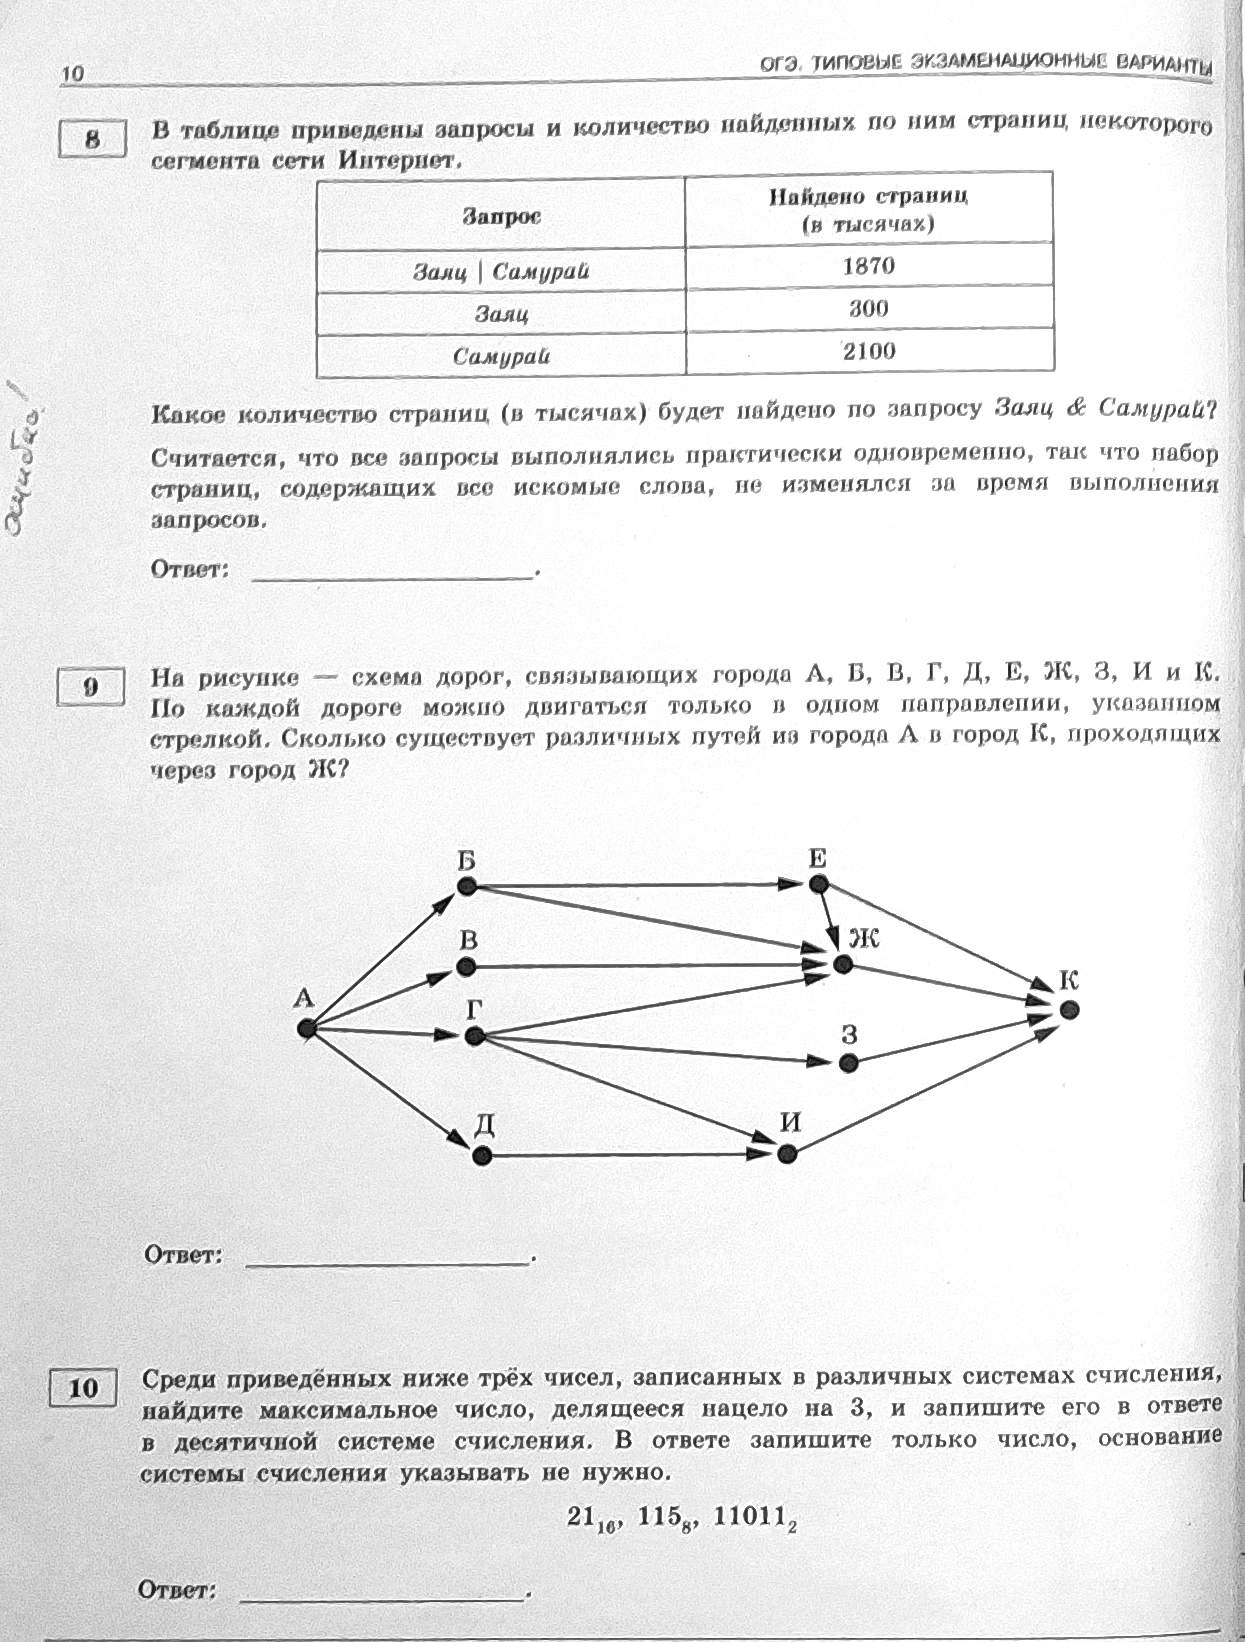 10
ОГЭ. ТИПОВЫЕ ЭКЗАМЕНАЦИОННЫЕ ВАРИАНТЫ
8
В таблице приведены запросы и количество найденных по ним страниц некоторого
сегмента сети Интернет.
Запрос
Найдено страниц
(в тысячах)
Заяц | Самурай
1870
Заяц
300
Самурай
2100
ошибка!
Какое количество страниц (в тысячах) будет найдено по запросу Заяц & Самурай?
Считается, что все запросы выполнялись практически одновременно, так что набор
страниц, содержащих все искомые слова, не изменялся за время выполнения
запросов.
Ответ: ____________________.
9
На рисунке — схема дорог, связывающих города А, Б, В, Г, Д, Е, Ж, З, И и К.
По каждой дороге можно двигаться только в одном направлении, указанном
стрелкой. Сколько существует различных путей из города А в город К, проходящих
через город Ж?
Б
Е
В
Ж
А
Г
К
З
Д
И
Ответ: ____________________.
10
Среди приведённых ниже трёх чисел, записанных в различных системах счисления,
найдите максимальное число, делящееся нацело на 3, и запишите его в ответе
в десятичной системе счисления. В ответе запишите только число, основание
системы счисления указывать не нужно.
21₁₆, 115₈, 11011₂
Ответ: ____________________.